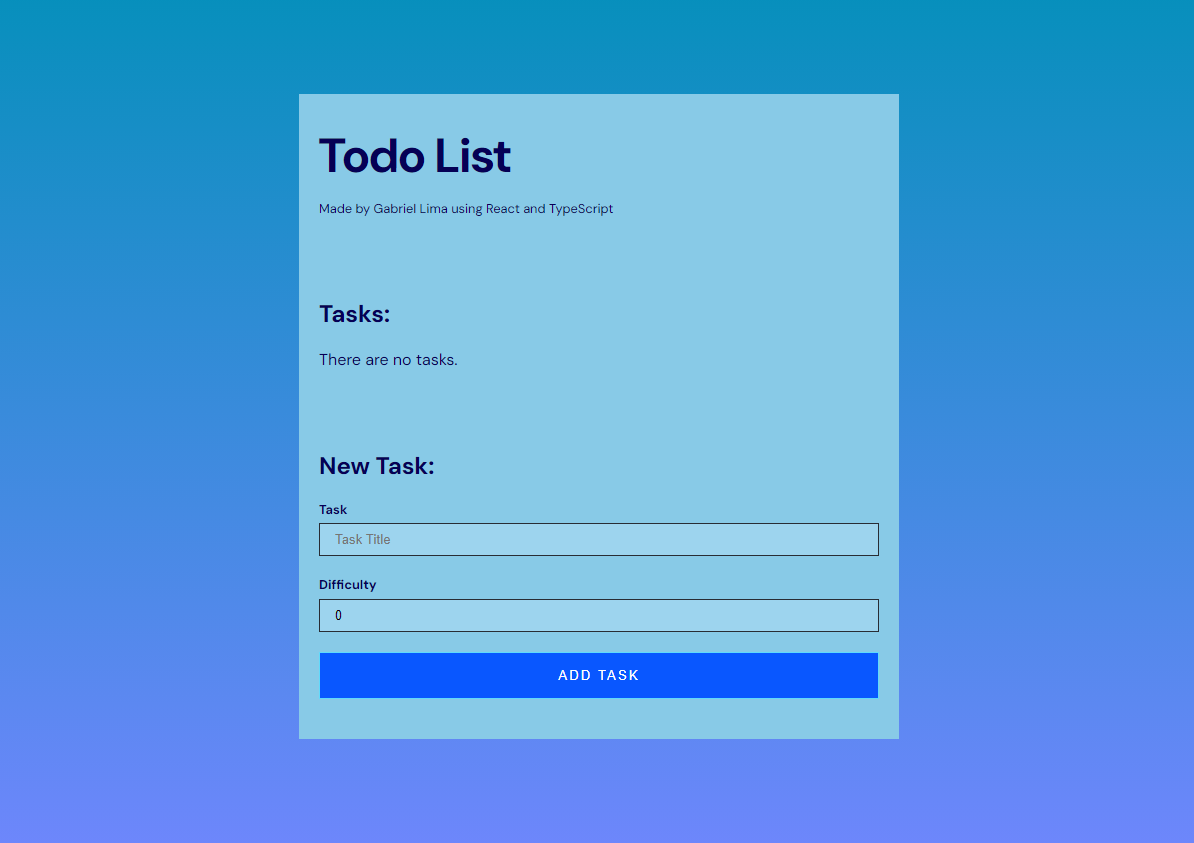 Todo List
Made by Gabriel Lima using React and TypeScript
Tasks:
There are no tasks.
New Task:
Task
Task Title
Difficulty
0
ADD TASK